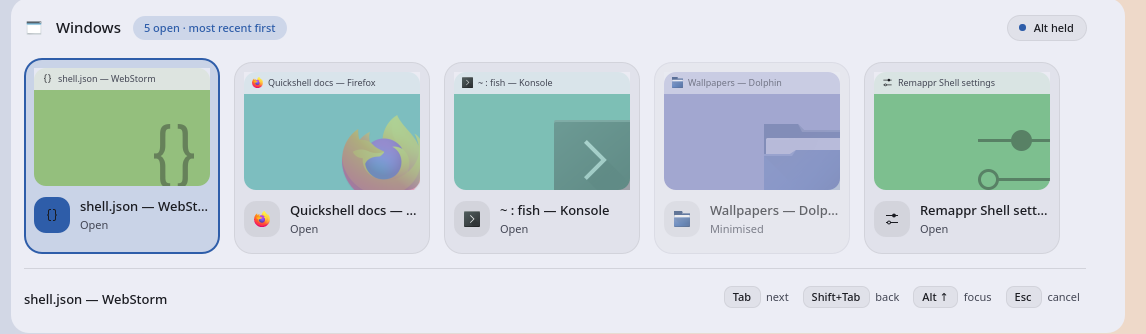 Windows
5 open · most recent first
Alt held
{} shell.json — WebStorm
Quickshell docs — Firefox
~ : fish — Konsole
Wallpapers — Dolphin
Remappr Shell settings
{}
{} shell.json — WebSt...
Open
Quickshell docs — ...
Open
~ : fish — Konsole
Open
Wallpapers — Dolp...
Minimised
Remappr Shell sett...
Open
shell.json — WebStorm
Tab next Shift+Tab back Alt ↑ focus Esc cancel